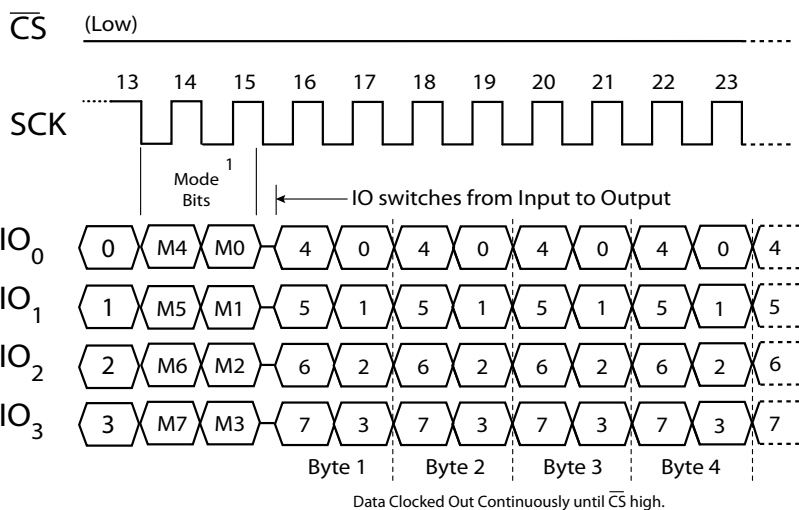 CS (Low)
13 14 15 16 17 18 19 20 21 22 23
SCK
Mode 1
Bits
IO switches from Input to Output
IO0 0 M4 M0 4 0 4 0 4 0 4 0 4
IO1 1 M5 M1 5 1 5 1 5 1 5 1 5
IO2 2 M6 M2 6 2 6 2 6 2 6 2 6
IO3 3 M7 M3 7 3 7 3 7 3 7 3 7
Byte 1 Byte 2 Byte 3 Byte 4
Data Clocked Out Continuously until CS high.